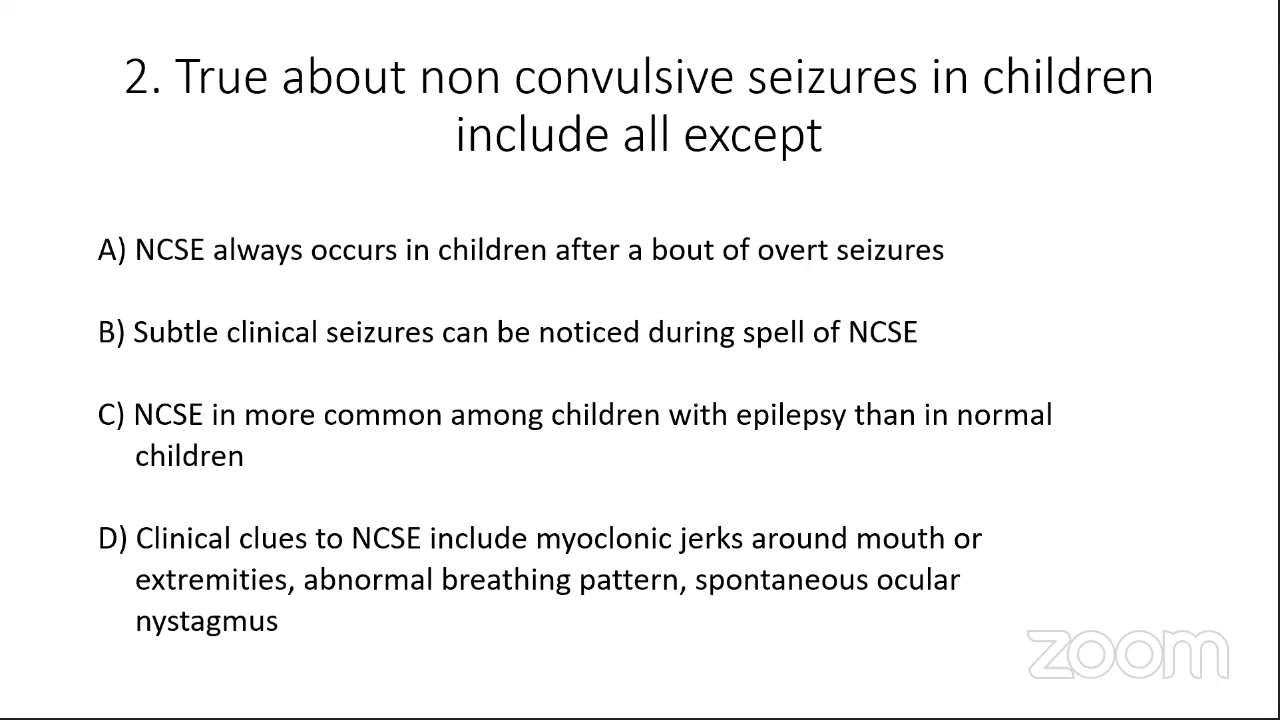 2. True about non convulsive seizures in children
include all except
A) NCSE always occurs in children after a bout of overt seizures
B) Subtle clinical seizures can be noticed during spell of NCSE
C) NCSE in more common among children with epilepsy than in normal
children
D) Clinical clues to NCSE include myoclonic jerks around mouth or
extremities, abnormal breathing pattern, spontaneous ocular
nystagmus
zoom